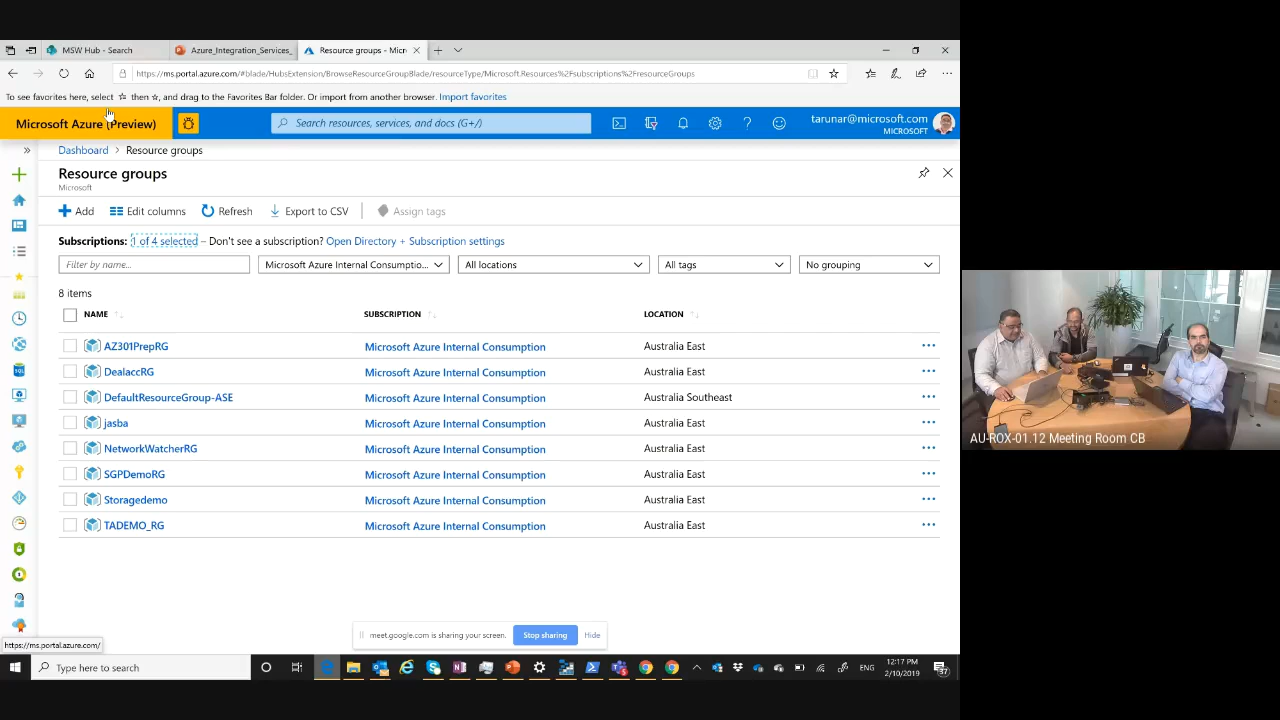 MSW Hub - Search
Azure_Integration_Services_
Resource groups - Micr
https://ms.portal.azure.com/#blade/HubsExtension/BrowseResourceGroupBlade/resourceType/Microsoft.Resources%2Fsubscriptions%2FresourceGroups
To see favorites here, select ☆ then ☆, and drag to the Favorites Bar folder. Or import from another browser. Import favorites
Microsoft Azure (Preview)
Search resources, services, and docs (G+/)
tarunar@microsoft.com
MICROSOFT
Dashboard > Resource groups
Resource groups
Microsoft
Add Edit columns Refresh Export to CSV Assign tags
Subscriptions: 1 of 4 selected – Don't see a subscription? Open Directory + Subscription settings
Filter by name... Microsoft Azure Internal Consumptio... All locations All tags No grouping
8 items
NAME SUBSCRIPTION LOCATION
AZ301PrepRG Microsoft Azure Internal Consumption Australia East
DealaccRG Microsoft Azure Internal Consumption Australia East
DefaultResourceGroup-ASE Microsoft Azure Internal Consumption Australia Southeast
jasba Microsoft Azure Internal Consumption Australia East
NetworkWatcherRG Microsoft Azure Internal Consumption Australia East
SGPDemoRG Microsoft Azure Internal Consumption Australia East
Storagedemo Microsoft Azure Internal Consumption Australia East
TADEMO_RG Microsoft Azure Internal Consumption Australia East
AU-ROX-01.12 Meeting Room CB
meet.google.com is sharing your screen. Stop sharing Hide
https://ms.portal.azure.com/
Type here to search
ENG
12:17 PM
2/10/2019
37